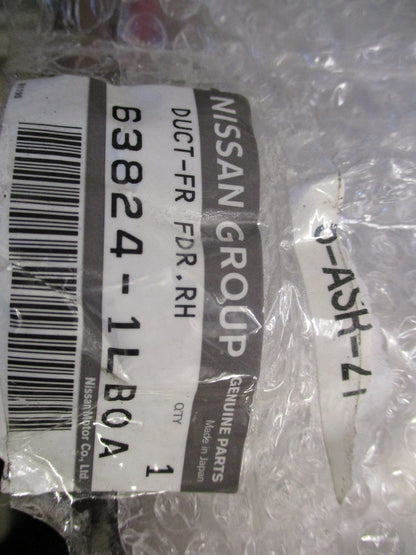 NISSAN GROUP
GENUINE PARTS
Made in Japan
DUCT-FR FDR.RH
QTY
63824-1LB0A
1
Nissan Motor Co., Ltd.